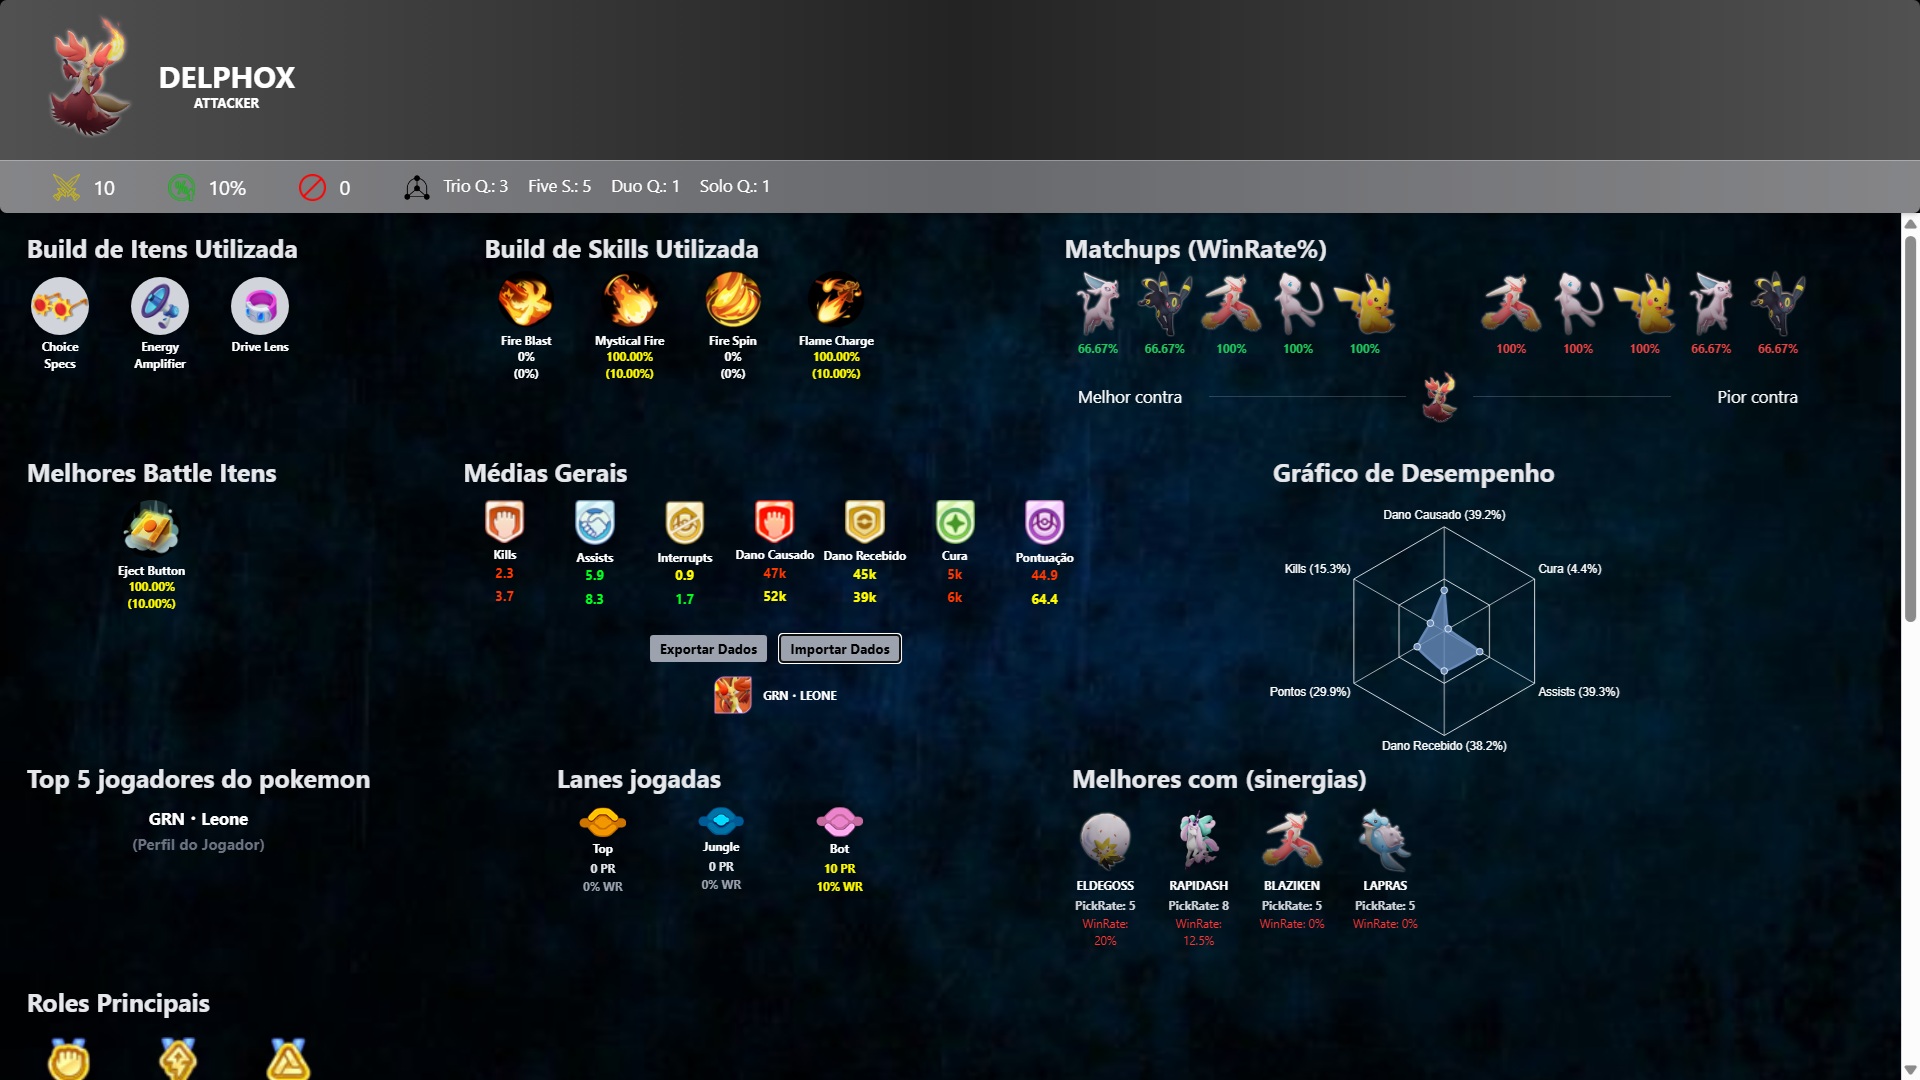 DELPHOX
ATTACKER
10
10%
0
Trio Q.: 3
Five S.: 5
Duo Q.: 1
Solo Q.: 1
Build de Itens Utilizada
Choice
Specs
Energy
Amplifier
Drive Lens
Build de Skills Utilizada
Fire Blast
0%
(0%)
Mystical Fire
100.00%
(10.00%)
Fire Spin
0%
(0%)
Flame Charge
100.00%
(10.00%)
Matchups (WinRate%)
66.67%
66.67%
100%
100%
100%
100%
100%
100%
66.67%
66.67%
Melhor contra
Pior contra
Melhores Battle Itens
Eject Button
100.00%
(10.00%)
Médias Gerais
Kills
2.3
3.7
Assists
5.9
8.3
Interrupts
0.9
1.7
Dano Causado
47k
52k
Dano Recebido
45k
39k
Cura
5k
6k
Pontuação
44.9
64.4
Exportar Dados
Importar Dados
GRN • LEONE
Gráfico de Desempenho
Dano Causado (39.2%)
Kills (15.3%)
Cura (4.4%)
Pontos (29.9%)
Assists (39.3%)
Dano Recebido (38.2%)
Top 5 jogadores do pokemon
GRN • Leone
(Perfil do Jogador)
Lanes jogadas
Top
0 PR
0% WR
Jungle
0 PR
0% WR
Bot
10 PR
10% WR
Melhores com (sinergias)
ELDEGOSS
PickRate: 5
WinRate:
20%
RAPIDASH
PickRate: 8
WinRate:
12.5%
BLAZIKEN
PickRate: 5
WinRate: 0%
LAPRAS
PickRate: 5
WinRate: 0%
Roles Principais